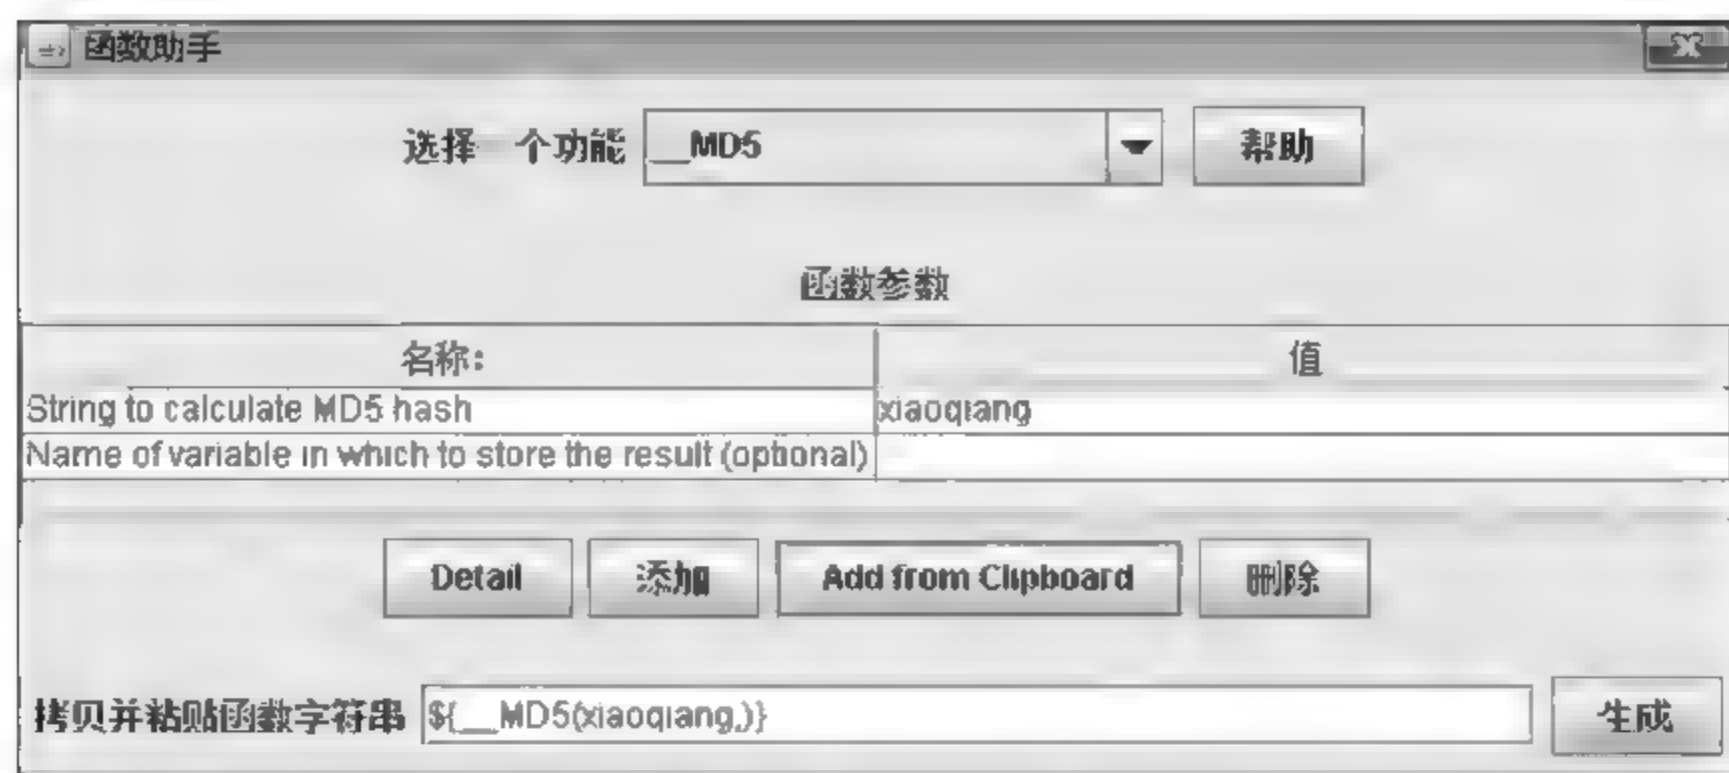 函数助手
选择一个功能 __MD5 帮助
函数参数
名称: 值
String to calculate MD5 hash xiaoqiang
Name of variable in which to store the result (optional)
Detail 添加 Add from Clipboard 删除
拷贝并粘贴函数字符串 ${__MD5(xiaoqiang,)} 生成